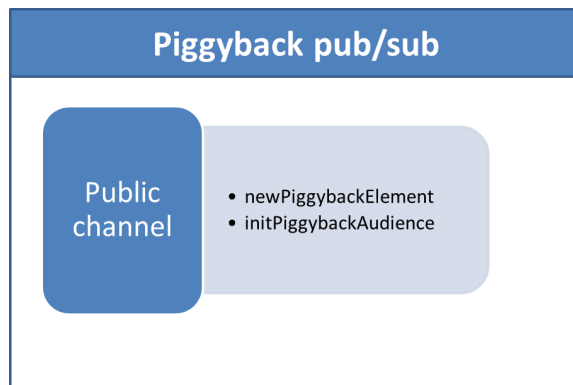 Piggyback pub/sub
Public
channel
• newPiggybackElement
• initPiggybackAudience